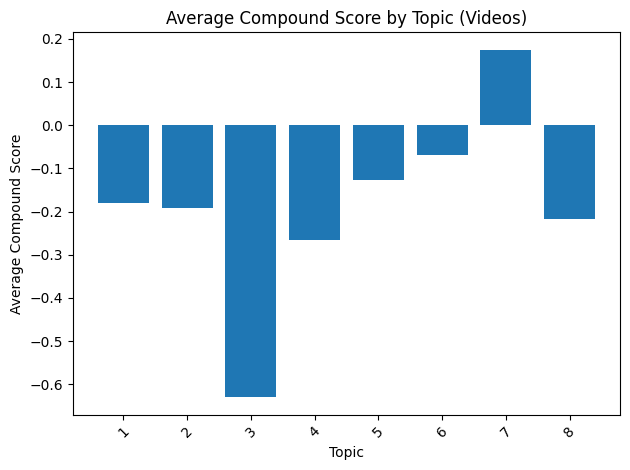 Average Compound Score by Topic (Videos)
0.2
0.1
0.0
−0.1
−0.2
−0.3
−0.4
−0.5
−0.6
Average Compound Score
1 2 3 4 5 6 7 8
Topic